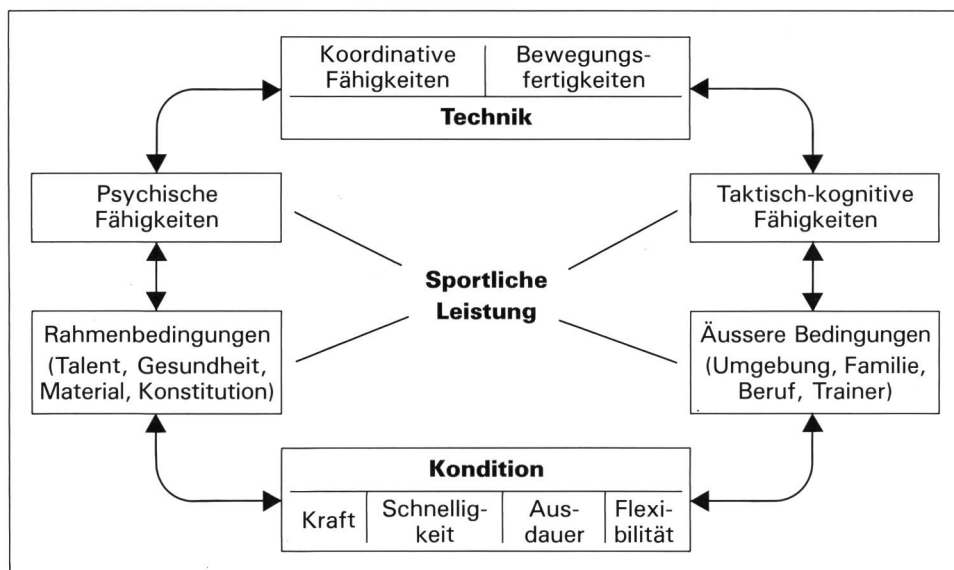 Koordinative
Fähigkeiten
Bewegungs-
fertigkeiten
Technik
Psychische
Fähigkeiten
Taktisch-kognitive
Fähigkeiten
Sportliche
Leistung
Rahmenbedingungen
(Talent, Gesundheit,
Material, Konstitution)
Äussere Bedingungen
(Umgebung, Familie,
Beruf, Trainer)
Kondition
Kraft
Schnellig-
keit
Aus-
dauer
Flexi-
bilität